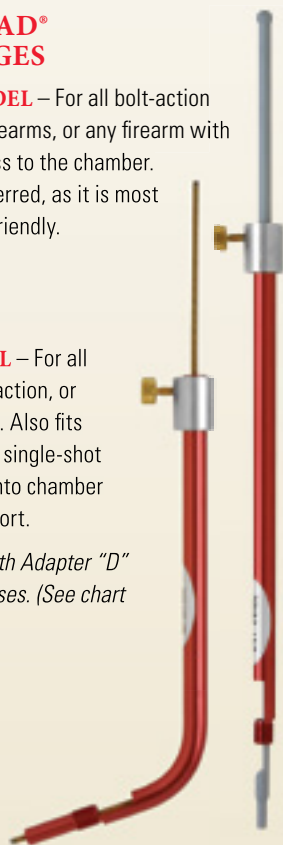 AD®
GES
DEL – For all bolt-action
earms, or any firearm with
ss to the chamber.
erred, as it is most
riendly.
L – For all
action, or
. Also fits
single-shot
nto chamber
ort.
th Adapter “D”
ses. (See chart